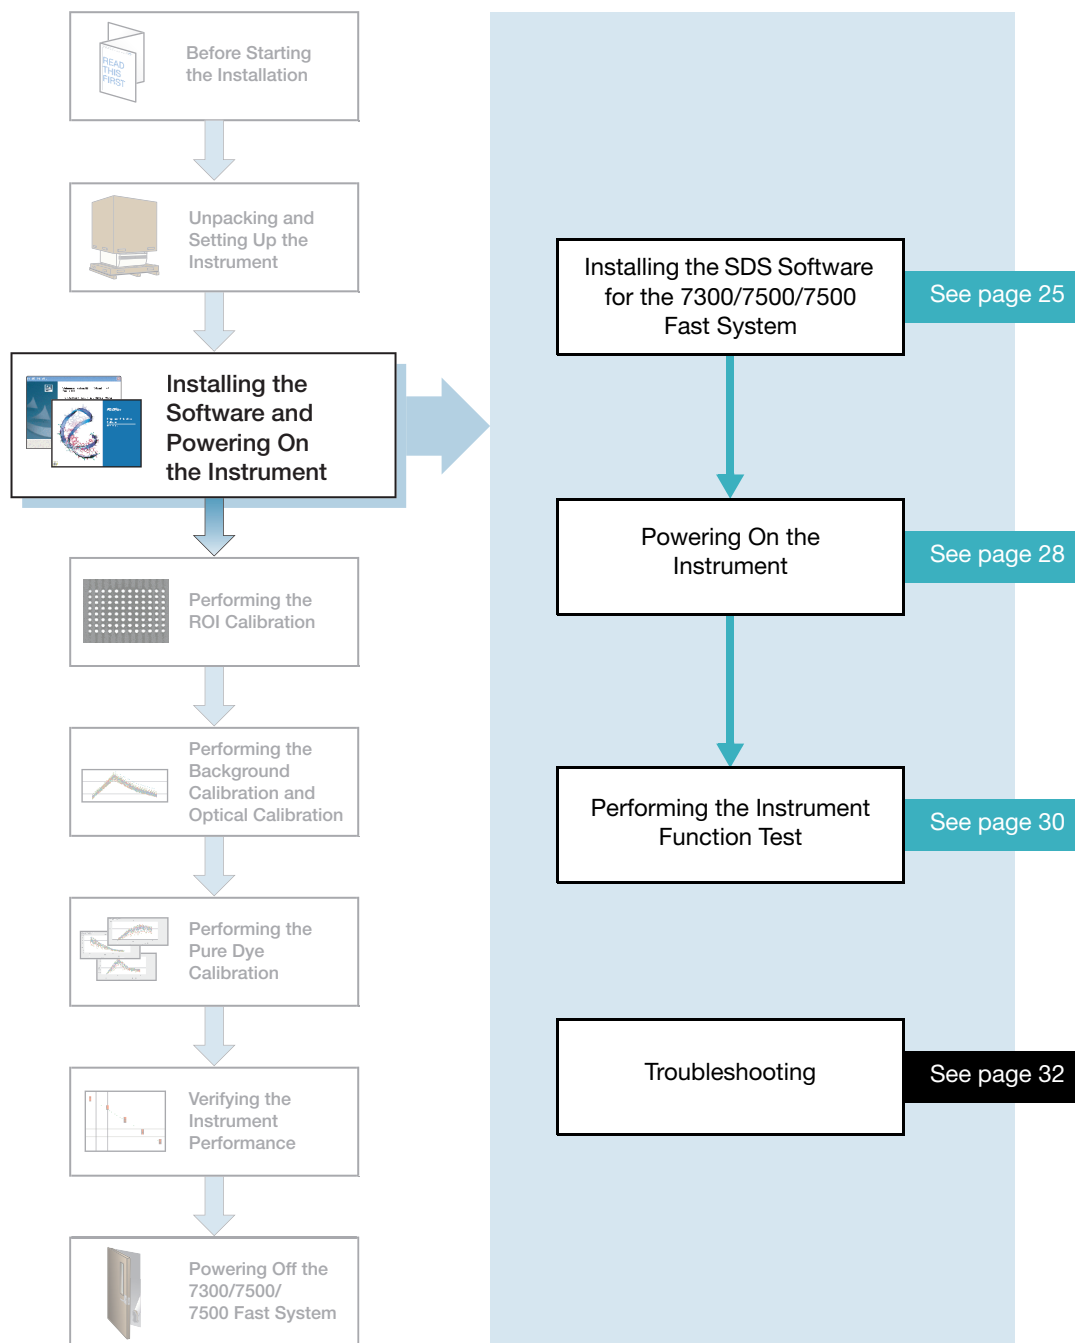 READ
THIS
FIRST
Before Starting
the Installation
Unpacking and
Setting Up the
Instrument
Installing the
Software and
Powering On
the Instrument
Performing the
ROI Calibration
Performing the
Background
Calibration and
Optical Calibration
Performing the
Pure Dye
Calibration
Verifying the
Instrument
Performance
Powering Off the
7300/7500/
7500 Fast System
Installing the SDS Software
for the 7300/7500/7500
Fast System
See page 25
Powering On the
Instrument
See page 28
Performing the Instrument
Function Test
See page 30
Troubleshooting
See page 32